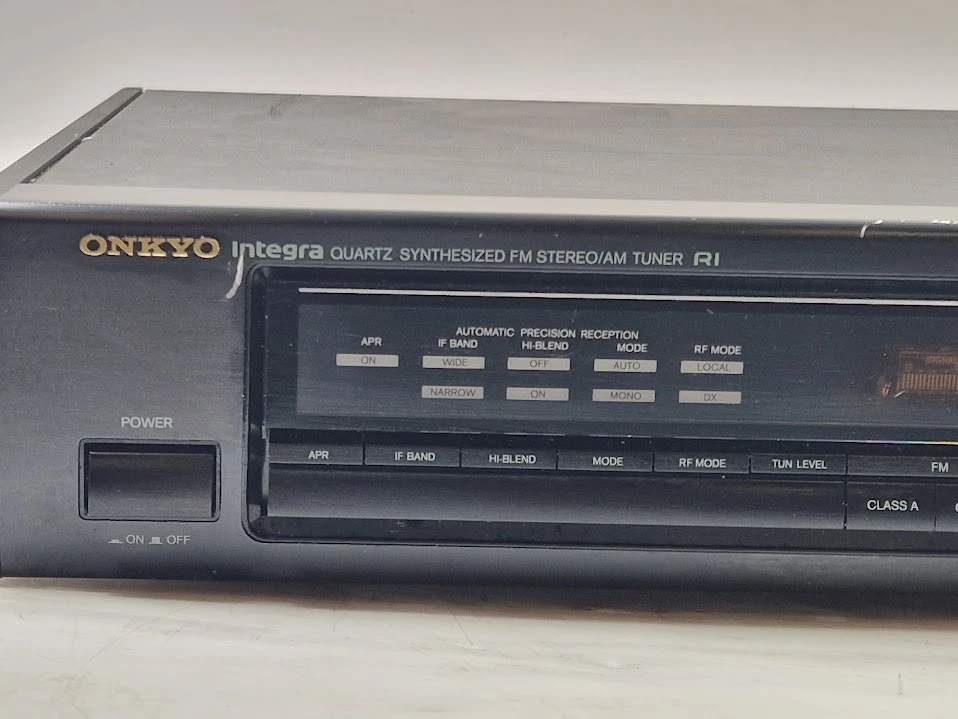 ONKYO Integra QUARTZ SYNTHESIZED FM STEREO/AM TUNER RI
AUTOMATIC PRECISION RECEPTION
APR IF BAND HI-BLEND MODE RF MODE
ON WIDE OFF AUTO LOCAL
NARROW ON MONO DX
SIGNAL
POWER
APR IF BAND HI-BLEND MODE RF MODE TUN LEVEL FM
CLASS A
ON OFF